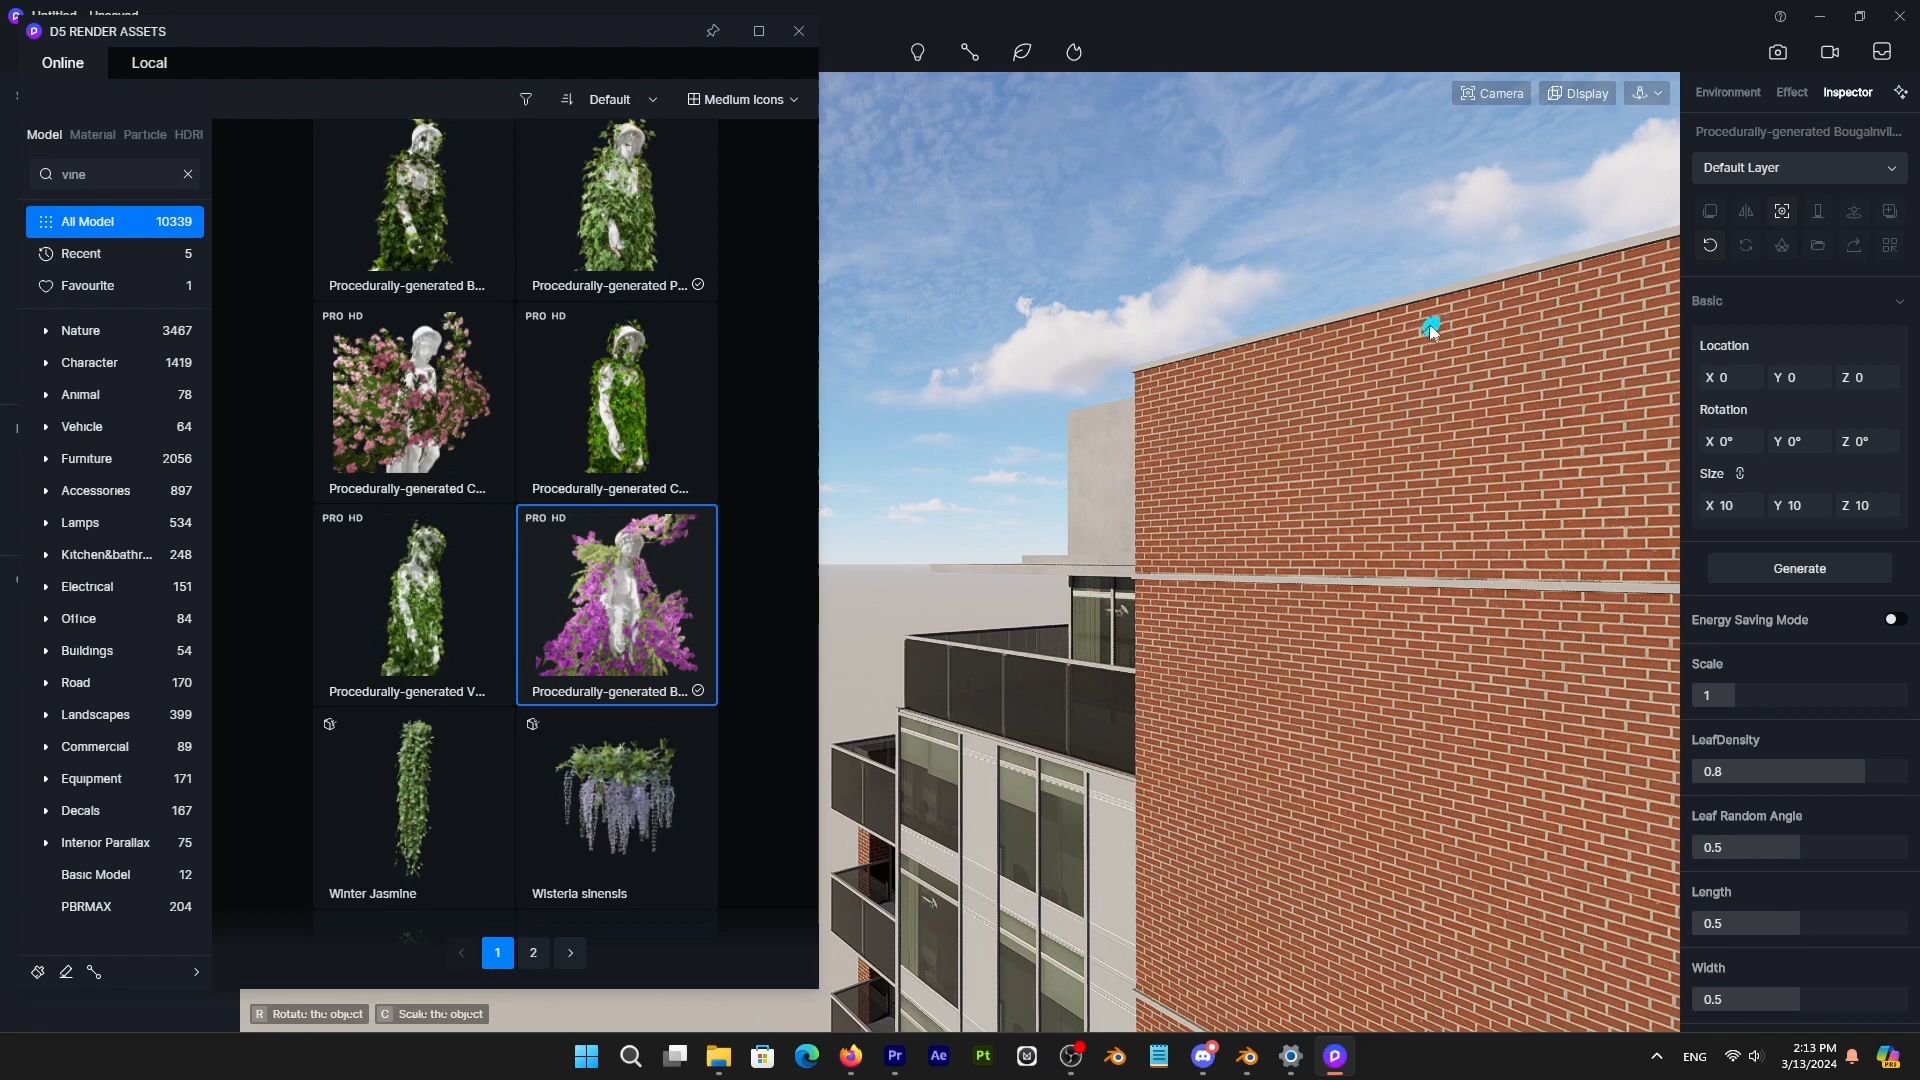 D5 RENDER ASSETS
Online
Local
Default
Medium Icons
Model
Material
Particle
HDRI
vine
All Model 10339
Recent 5
Favourite 1
Nature 3467
Character 1419
Animal 78
Vehicle 64
Furniture 2056
Accessories 897
Lamps 534
Kitchen&bathr... 248
Electrical 151
Office 84
Buildings 54
Road 170
Landscapes 399
Commercial 89
Equipment 171
Decals 167
Interior Parallax 75
Basic Model 12
PBRMAX 204
Procedurally-generated B...
Procedurally-generated P...
PRO HD
PRO HD
Procedurally-generated C...
Procedurally-generated C...
PRO HD
PRO HD
Procedurally-generated V...
Procedurally-generated B...
Winter Jasmine
Wisteria sinensis
1
2
R Rotate the object
C Scale the object
Camera
Display
Environment
Effect
Inspector
Procedurally-generated Bougainvil...
Default Layer
Basic
Location
X 0 Y 0 Z 0
Rotation
X 0° Y 0° Z 0°
Size
X 10 Y 10 Z 10
Generate
Energy Saving Mode
Scale
1
LeafDensity
0.8
Leaf Random Angle
0.5
Length
0.5
Width
0.5
Pr
Ae
Pt
ENG
2:13 PM
3/13/2024
PRE